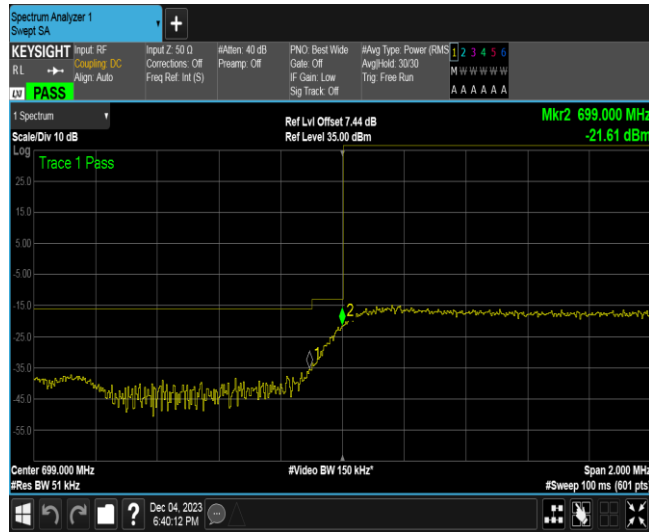 Spectrum Analyzer 1
Swept SA
KEYSIGHT
RL
LXI PASS
Input: RF
Coupling: DC
Align: Auto
Input Z: 50 Ω
Corrections: Off
Freq Ref: Int (S)
#Atten: 40 dB
Preamp: Off
PNO: Best Wide
Gate: Off
IF Gain: Low
Sig Track: Off
#Avg Type: Power (RMS
Avg|Hold: 30/30
Trig: Free Run
1 2 3 4 5 6
M W W W W W
A A A A A A
1 Spectrum
Scale/Div 10 dB
Log
Ref Lvl Offset 7.44 dB
Ref Level 35.00 dBm
Mkr2 699.000 MHz
-21.61 dBm
Trace 1 Pass
25.0
15.0
5.00
-5.00
-15.0
-25.0
-35.0
-45.0
-55.0
2
1
Center 699.000 MHz
#Res BW 51 kHz
#Video BW 150 kHz*
Span 2.000 MHz
#Sweep 100 ms (601 pts)
?
Dec 04, 2023
6:40:12 PM